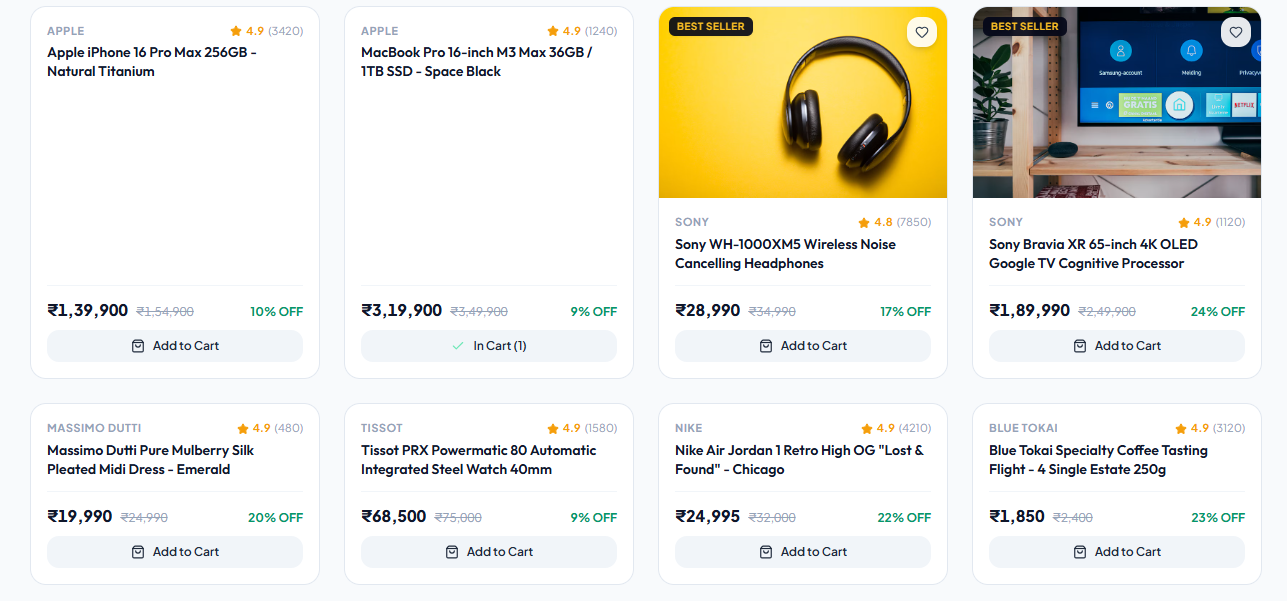 APPLE 4.9 (3420)
Apple iPhone 16 Pro Max 256GB -
Natural Titanium
₹1,39,900 ₹1,54,900 10% OFF
Add to Cart
APPLE 4.9 (1240)
MacBook Pro 16-inch M3 Max 36GB /
1TB SSD - Space Black
₹3,19,900 ₹3,49,900 9% OFF
In Cart (1)
BEST SELLER
SONY 4.8 (7850)
Sony WH-1000XM5 Wireless Noise
Cancelling Headphones
₹28,990 ₹34,990 17% OFF
Add to Cart
BEST SELLER
Samsung-account Melding
GRATIS
NETFLIX
SONY 4.9 (1120)
Sony Bravia XR 65-inch 4K OLED
Google TV Cognitive Processor
₹1,89,990 ₹2,49,900 24% OFF
Add to Cart
MASSIMO DUTTI 4.9 (480)
Massimo Dutti Pure Mulberry Silk
Pleated Midi Dress - Emerald
₹19,990 ₹24,990 20% OFF
Add to Cart
TISSOT 4.9 (1580)
Tissot PRX Powermatic 80 Automatic
Integrated Steel Watch 40mm
₹68,500 ₹75,000 9% OFF
Add to Cart
NIKE 4.9 (4210)
Nike Air Jordan 1 Retro High OG "Lost &
Found" - Chicago
₹24,995 ₹32,000 22% OFF
Add to Cart
BLUE TOKAI 4.9 (3120)
Blue Tokai Specialty Coffee Tasting
Flight - 4 Single Estate 250g
₹1,850 ₹2,400 23% OFF
Add to Cart